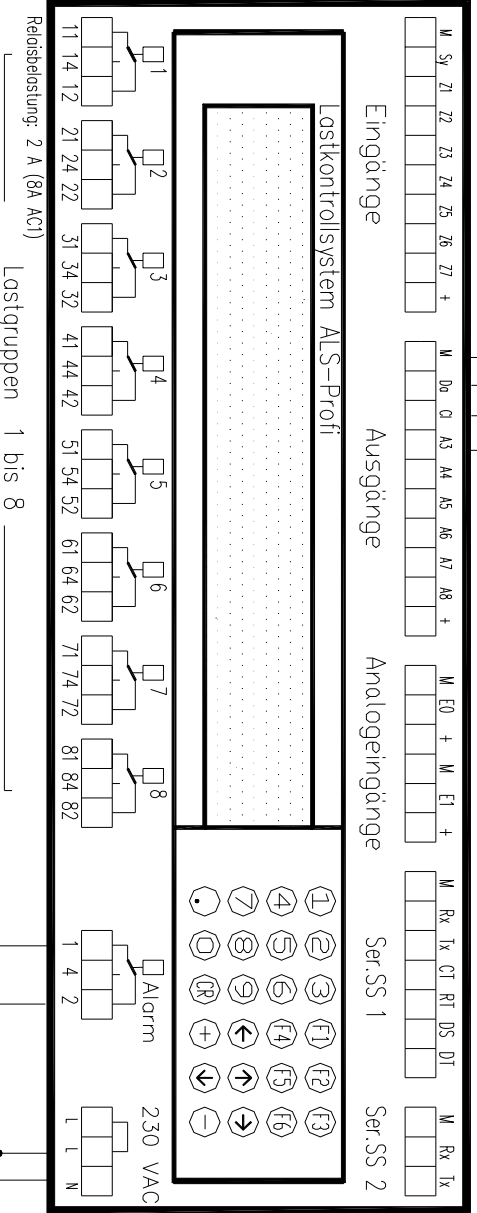 M Sy Z1 Z2 Z3 Z4 Z5 Z6 Z7 +
M Da Cl A3 A4 A5 A6 A7 A8 +
M E0 + M E1 +
M Rx Tx CT RT DS DT
M Rx Tx
Eingänge
Ausgänge
Analogeingänge
Ser.SS 1
Ser.SS 2
Lastkontrollsystem ALS-Profi
1 2 3 F1 F2 F3
4 5 6 F4 F5 F6
7 8 9 ← ↑ →
. 0 CR + ↓ -
1 2 3 4 5 6 7 8 Alarm 230 VAC
11 14 12
21 24 22
31 34 32
41 44 42
51 54 52
61 64 62
71 74 72
81 84 82
1 4 2
L L N
Relaisbelastung: 2 A (8A AC1)
Lastgruppen 1 bis 8